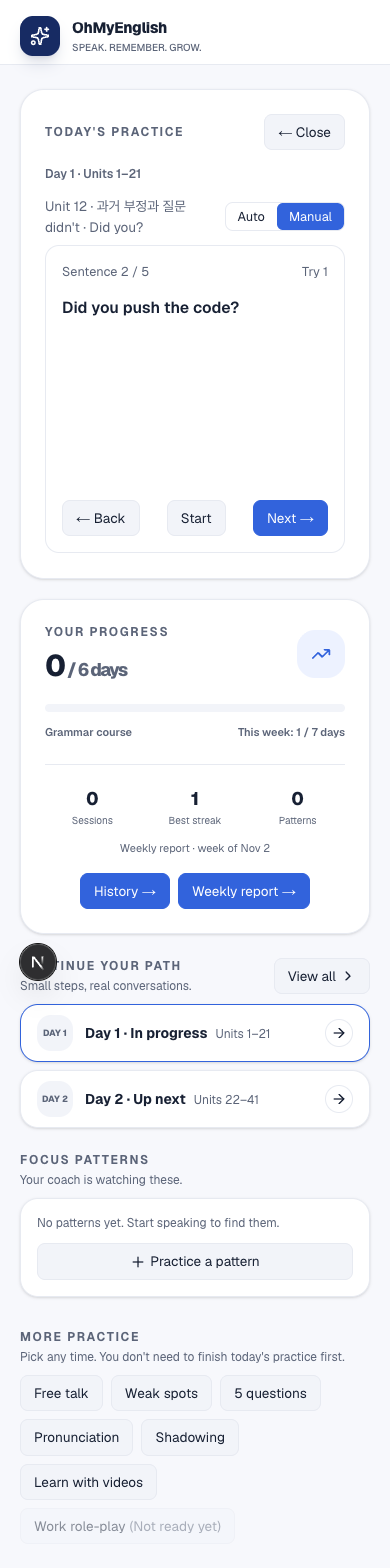 OhMyEnglish
SPEAK. REMEMBER. GROW.
TODAY'S PRACTICE
← Close
Day 1 · Units 1–21
Unit 12 · 과거 부정과 질문
didn't · Did you?
Auto
Manual
Sentence 2 / 5
Try 1
Did you push the code?
← Back
Start
Next →
YOUR PROGRESS
0 / 6 days
Grammar course
This week: 1 / 7 days
0
1
0
Sessions
Best streak
Patterns
Weekly report · week of Nov 2
History →
Weekly report →
N
TINUE YOUR PATH
Small steps, real conversations.
View all
DAY 1
Day 1 · In progress
Units 1–21
DAY 2
Day 2 · Up next
Units 22–41
FOCUS PATTERNS
Your coach is watching these.
No patterns yet. Start speaking to find them.
+ Practice a pattern
MORE PRACTICE
Pick any time. You don't need to finish today's practice first.
Free talk
Weak spots
5 questions
Pronunciation
Shadowing
Learn with videos
Work role-play (Not ready yet)